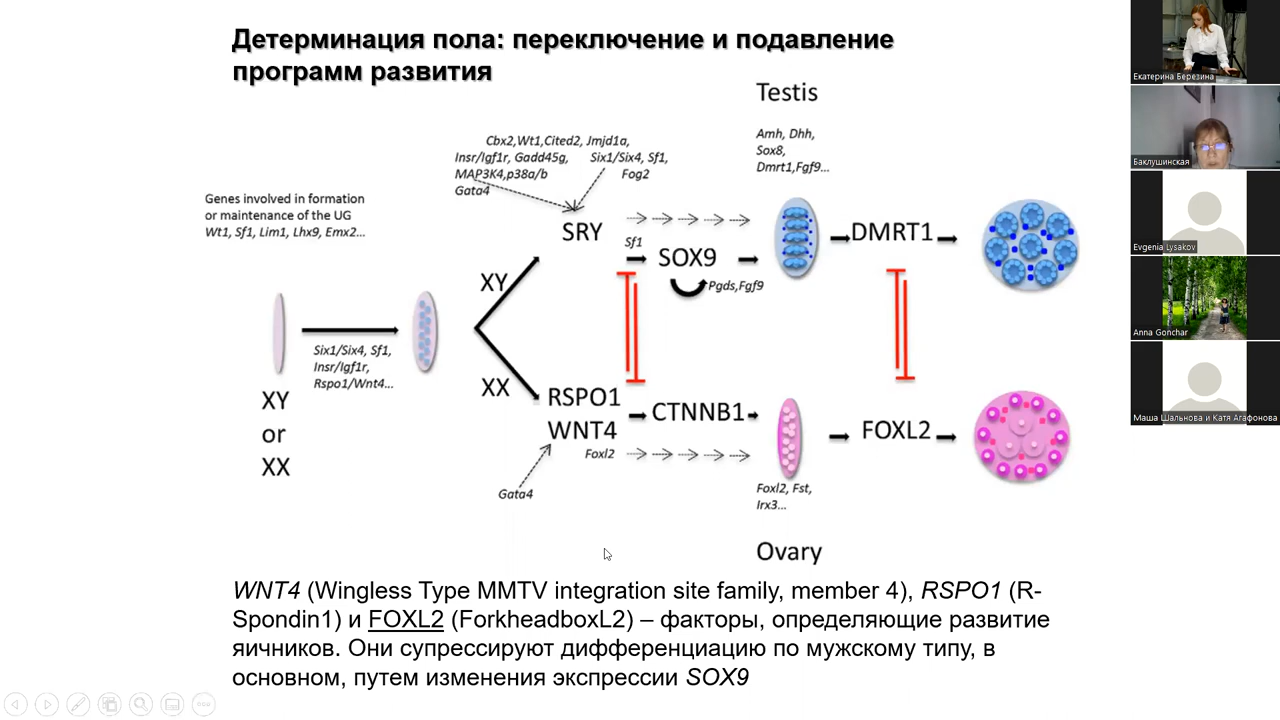 Детерминация пола: переключение и подавление
программ развития
Testis
Cbx2,Wt1,Cited2, Jmjd1a,
Insr/Igf1r, Gadd45g, Six1/Six4, Sf1,
MAP3K4,p38a/b Fog2
Gata4
Amh, Dhh,
Sox8,
Dmrt1,Fgf9...
Genes involved in formation
or maintenance of the UG
Wt1, Sf1, Lim1, Lhx9, Emx2...
SRY
Sf1
SOX9
Pgds,Fgf9
DMRT1
XY
Six1/Six4, Sf1,
Insr/Igf1r,
Rspo1/Wnt4...
XY
or
XX
XX
RSPO1
WNT4
CTNNB1
Foxl2
FOXL2
Gata4
Foxl2, Fst,
Irx3...
Ovary
WNT4 (Wingless Type MMTV integration site family, member 4), RSPO1 (R-
Spondin1) и FOXL2 (ForkheadboxL2) – факторы, определяющие развитие
яичников. Они супрессируют дифференциацию по мужскому типу, в
основном, путем изменения экспрессии SOX9
Екатерина Березина
Баклушинская
Evgenia Lysakov
Anna Gonchar
Маша Шальнова и Катя Агафонова